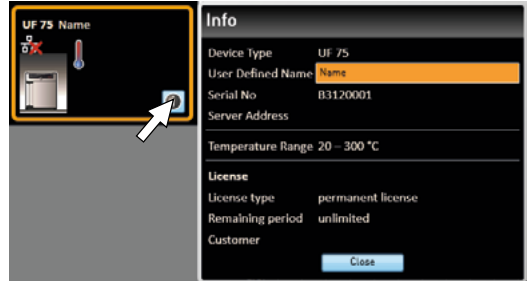 UF 75 Name
Info
Device Type UF 75
User Defined Name Name
Serial No B3120001
Server Address
Temperature Range 20 – 300 °C
License
License type permanent license
Remaining period unlimited
Customer
Close